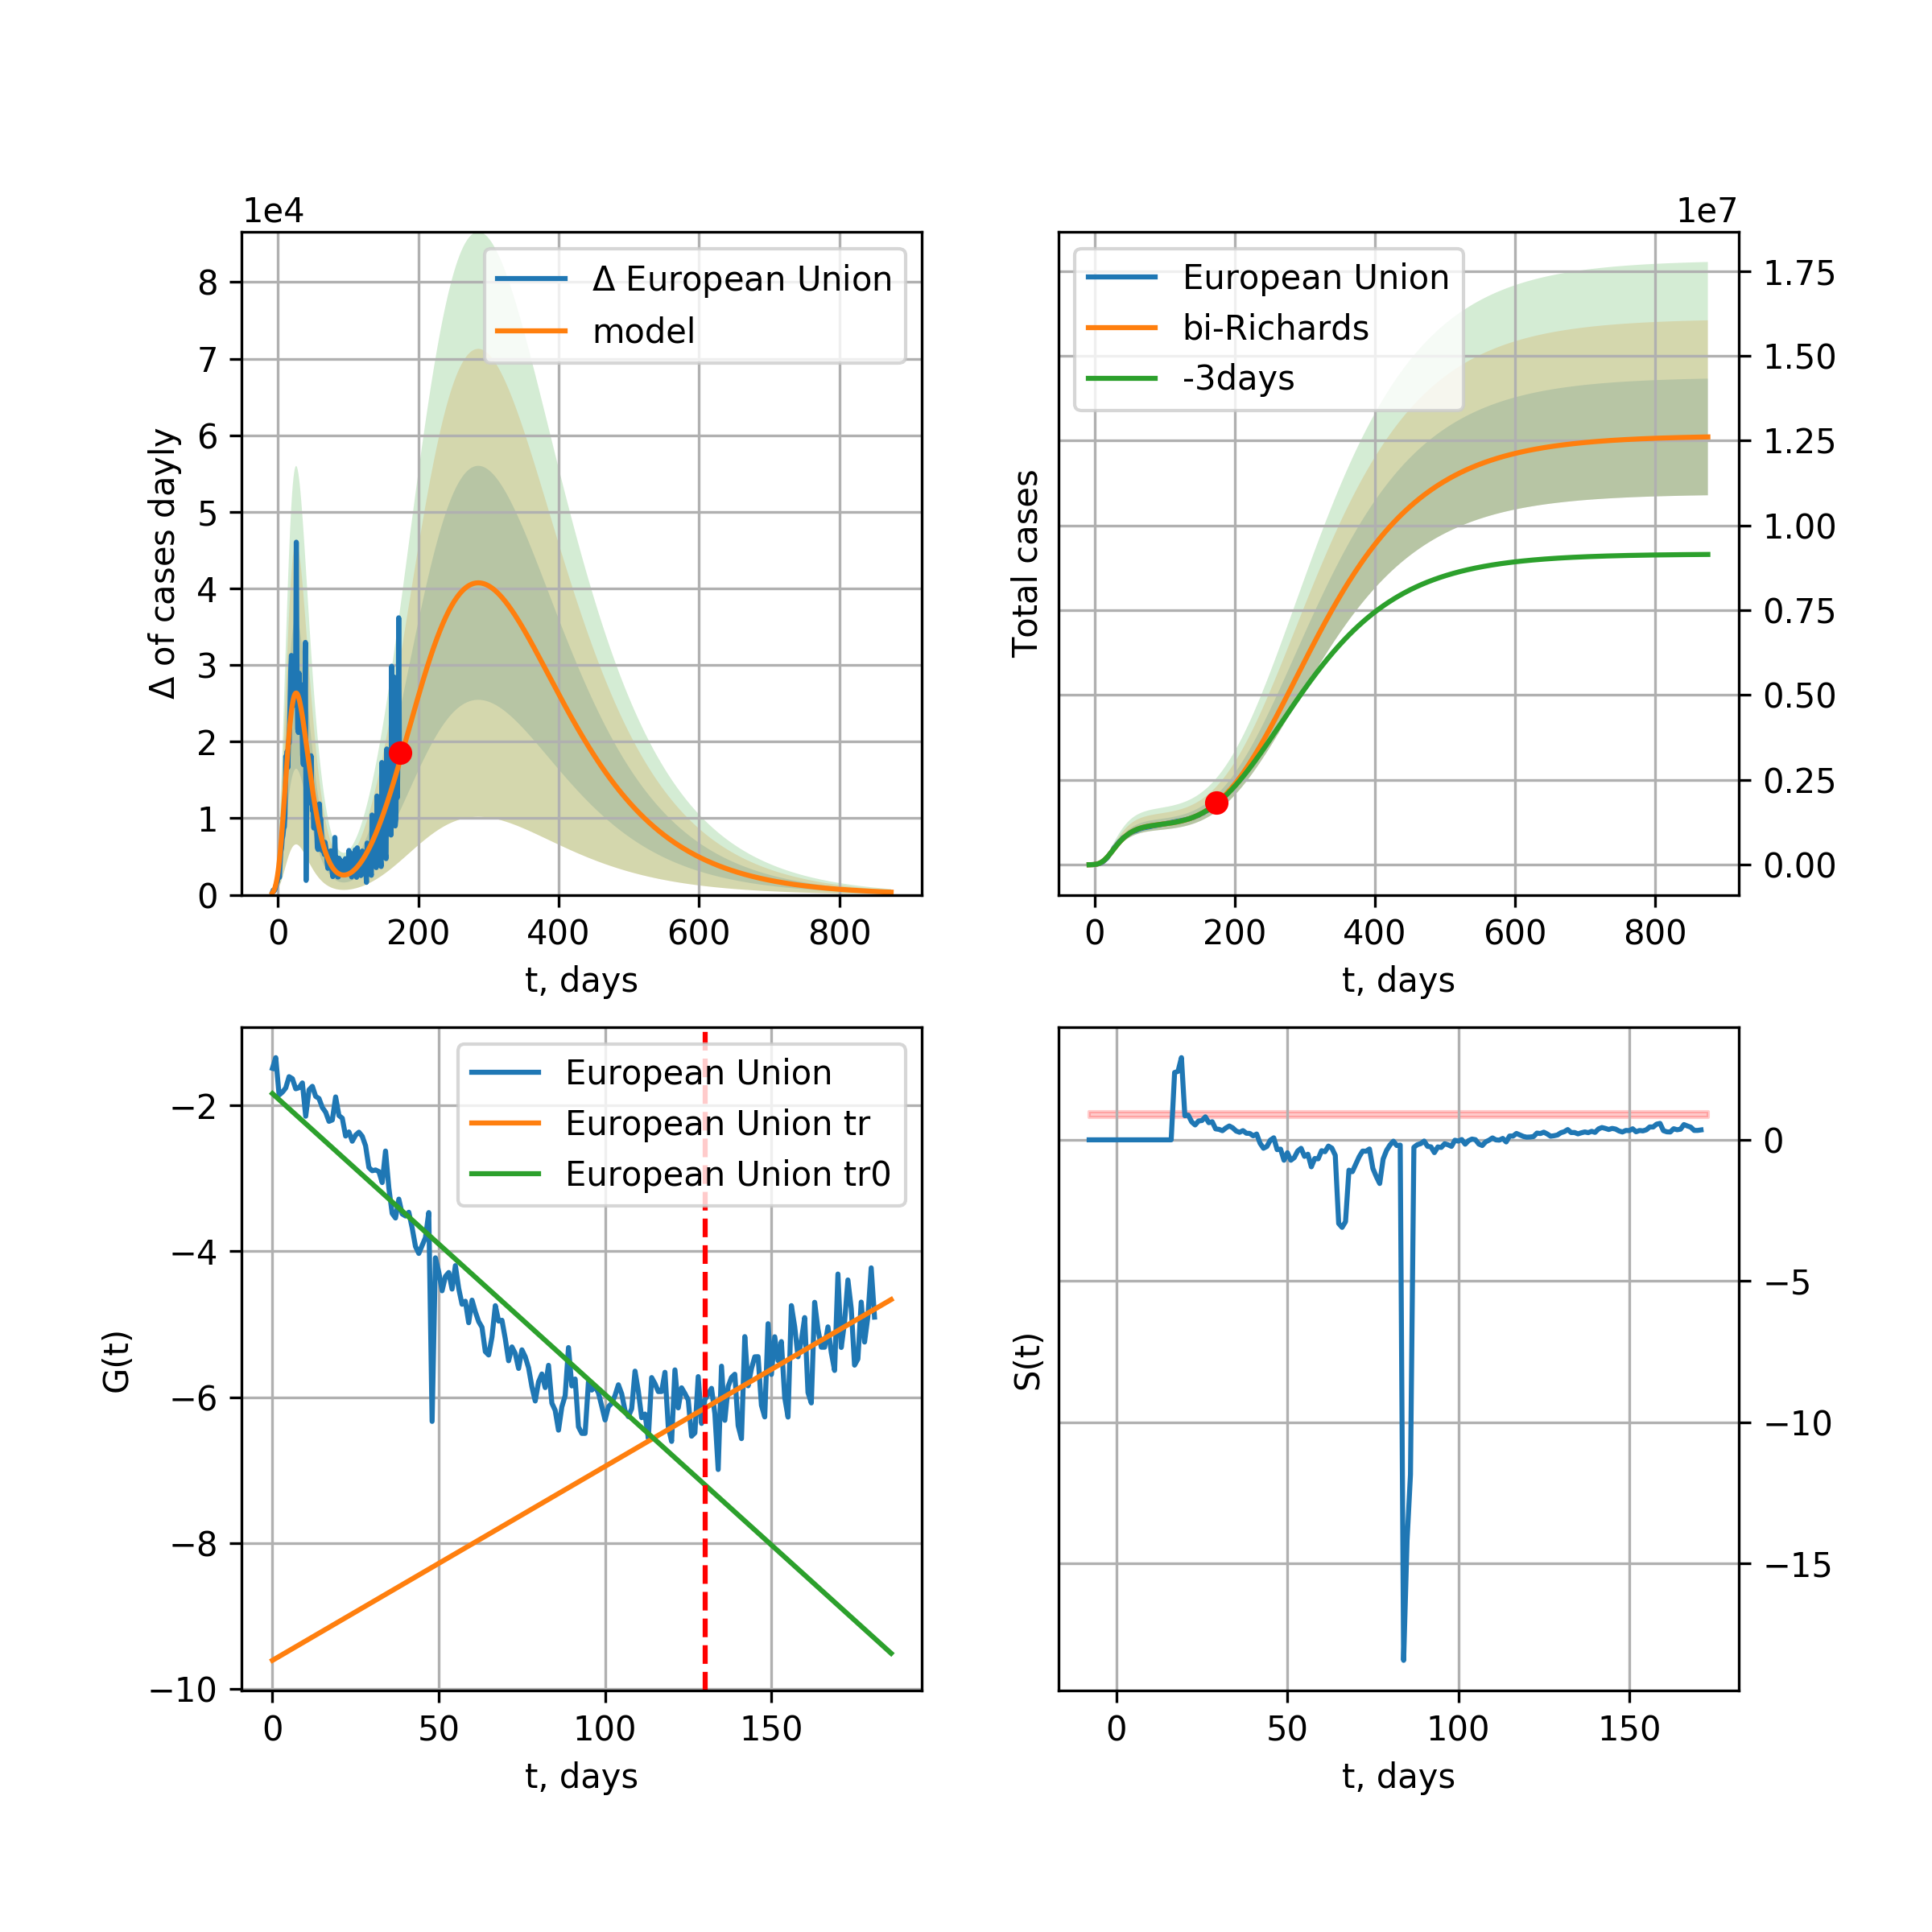 1e4
8
7
6
5
4
3
2
1
0
Δ of cases dayly
Δ European Union
model
0 200 400 600 800
t, days
1e7
1.75
1.50
1.25
1.00
0.75
0.50
0.25
0.00
Total cases
European Union
bi-Richards
-3days
0 200 400 600 800
t, days
−2
−4
−6
−8
−10
G(t)
European Union
European Union tr
European Union tr0
0 50 100 150
t, days
0
−5
−10
−15
S(t)
0 50 100 150
t, days